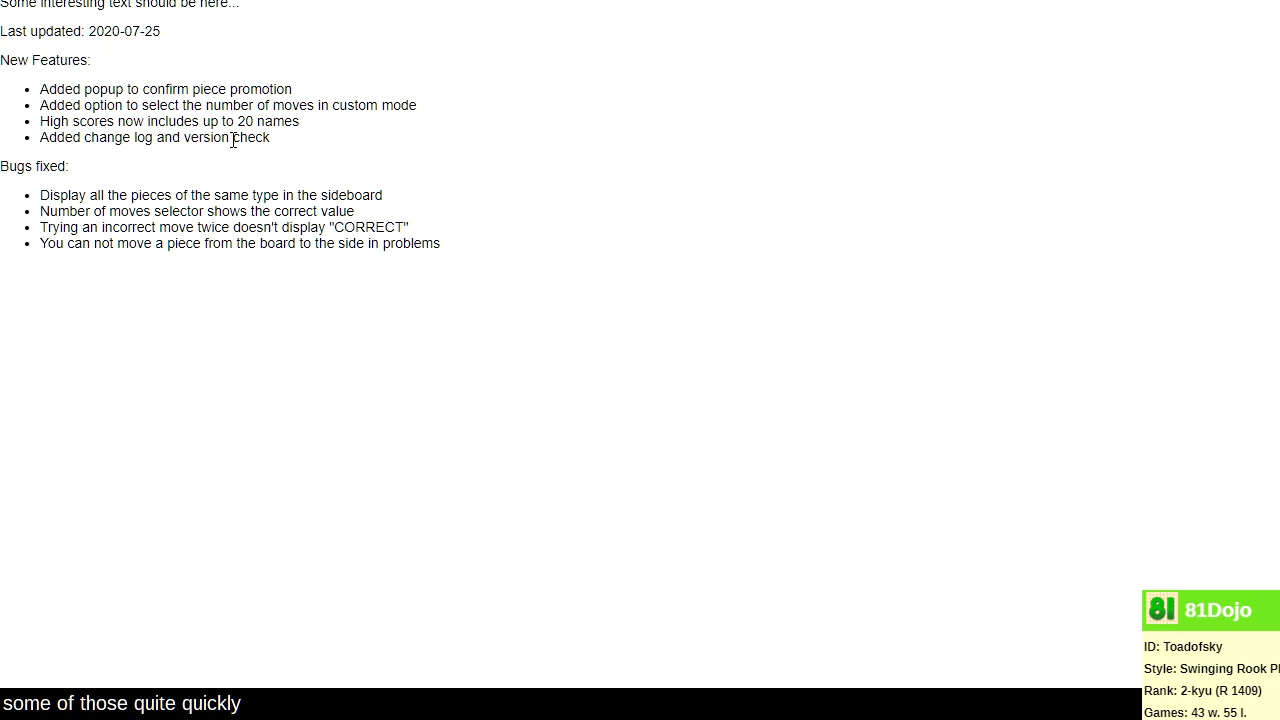 Some interesting text should be here...
Last updated: 2020-07-25
New Features:
Added popup to confirm piece promotion
Added option to select the number of moves in custom mode
High scores now includes up to 20 names
Added change log and version check
Bugs fixed:
Display all the pieces of the same type in the sideboard
Number of moves selector shows the correct value
Trying an incorrect move twice doesn't display "CORRECT"
You can not move a piece from the board to the side in problems
81 81Dojo
ID: Toadofsky
Style: Swinging Rook
Rank: 2-kyu (R 1409)
Games: 43 w. 55 l.
some of those quite quickly